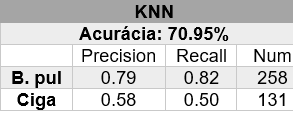 KNN
Acurácia: 70.95%
Precision Recall Num
B. pul 0.79 0.82 258
Ciga 0.58 0.50 131